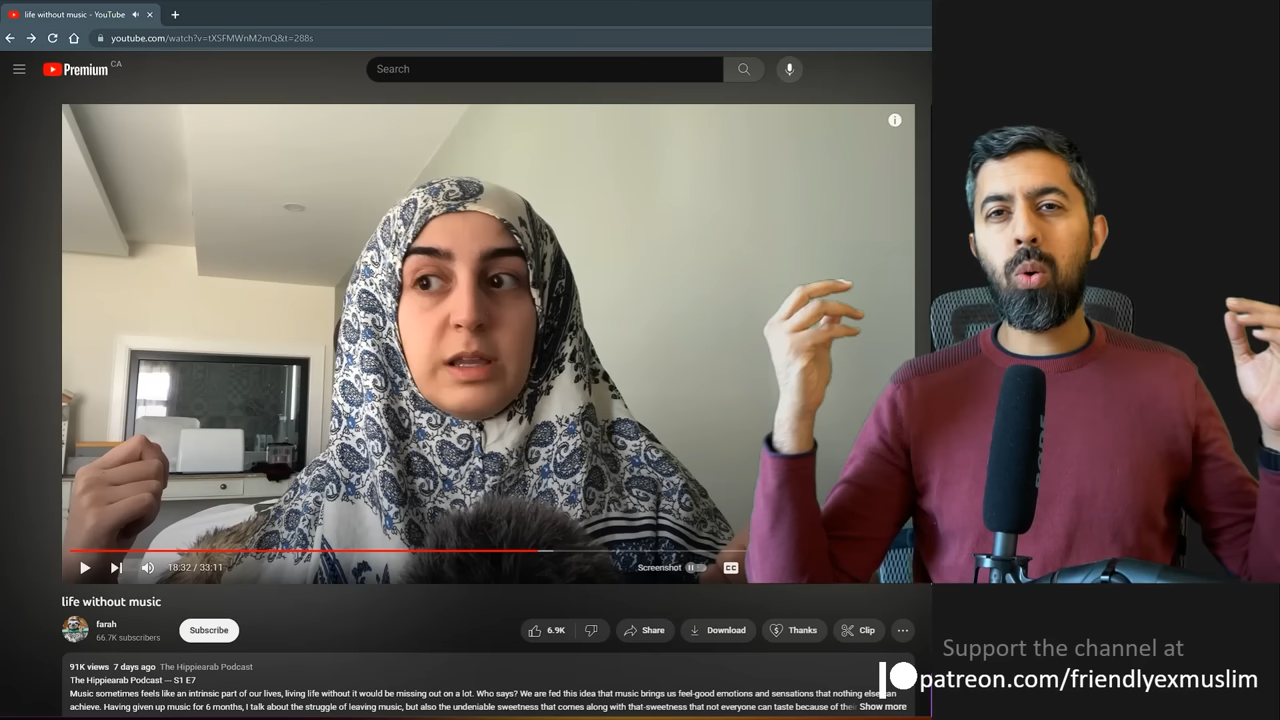 life without music - YouTube
youtube.com/watch?v=tXSFMWnM2mQ&t=288s
Premium CA
Search
18:32 / 33:11
Screenshot
CC
life without music
farah
66.7K subscribers
Subscribe
6.9K
Share
Download
Thanks
Clip
91K views 7 days ago The Hippiearab Podcast
The Hippiearab Podcast — S1 E7
Music sometimes feels like an intrinsic part of our lives, living life without it would be missing out on a lot. Who says? We are fed this idea that music brings us feel-good emotions and sensations that nothing else can
achieve. Having given up music for 6 months, I talk about the struggle of leaving music, but also the undeniable sweetness that comes along with that-sweetness that not everyone can taste because of their Show more
Support the channel at
patreon.com/friendlyexmuslim